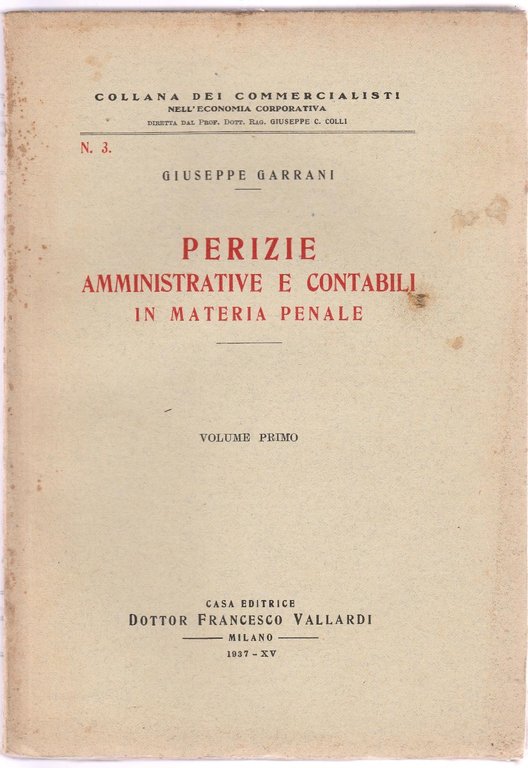 COLLANA DEI COMMERCIALISTI
NELL'ECONOMIA CORPORATIVA
DIRETTA DAL PROF. DOTT. RAG. GIUSEPPE C. COLLI
N. 3.
GIUSEPPE GARRANI
PERIZIE
AMMINISTRATIVE E CONTABILI
IN MATERIA PENALE
VOLUME PRIMO
CASA EDITRICE
DOTTOR FRANCESCO VALLARDI
MILANO
1937 - XV